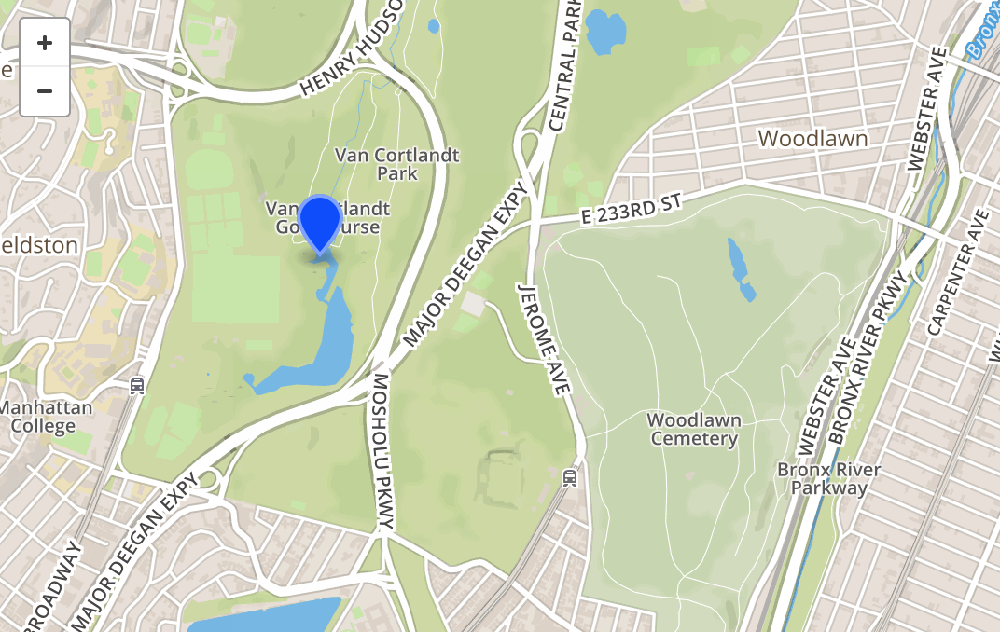 +
−
HENRY HUDSO
CENTRAL PARK
Bronx
WEBSTER AVE
Woodlawn
Van Cortlandt
Park
E 233RD ST
MAJOR DEEGAN EXPY
eldston
JEROME AVE
CARPENTER AVE
BRONX RIVER PKWY
WEBSTER AVE
Manhattan
College
MOSHOLU PKWY
Woodlawn
Cemetery
Bronx River
Parkway
MAJOR DEEGAN EXPY
BROADWAY